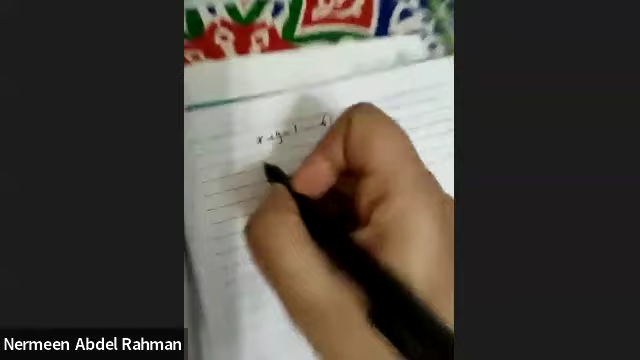 x + y = 1
Nermeen Abdel Rahman